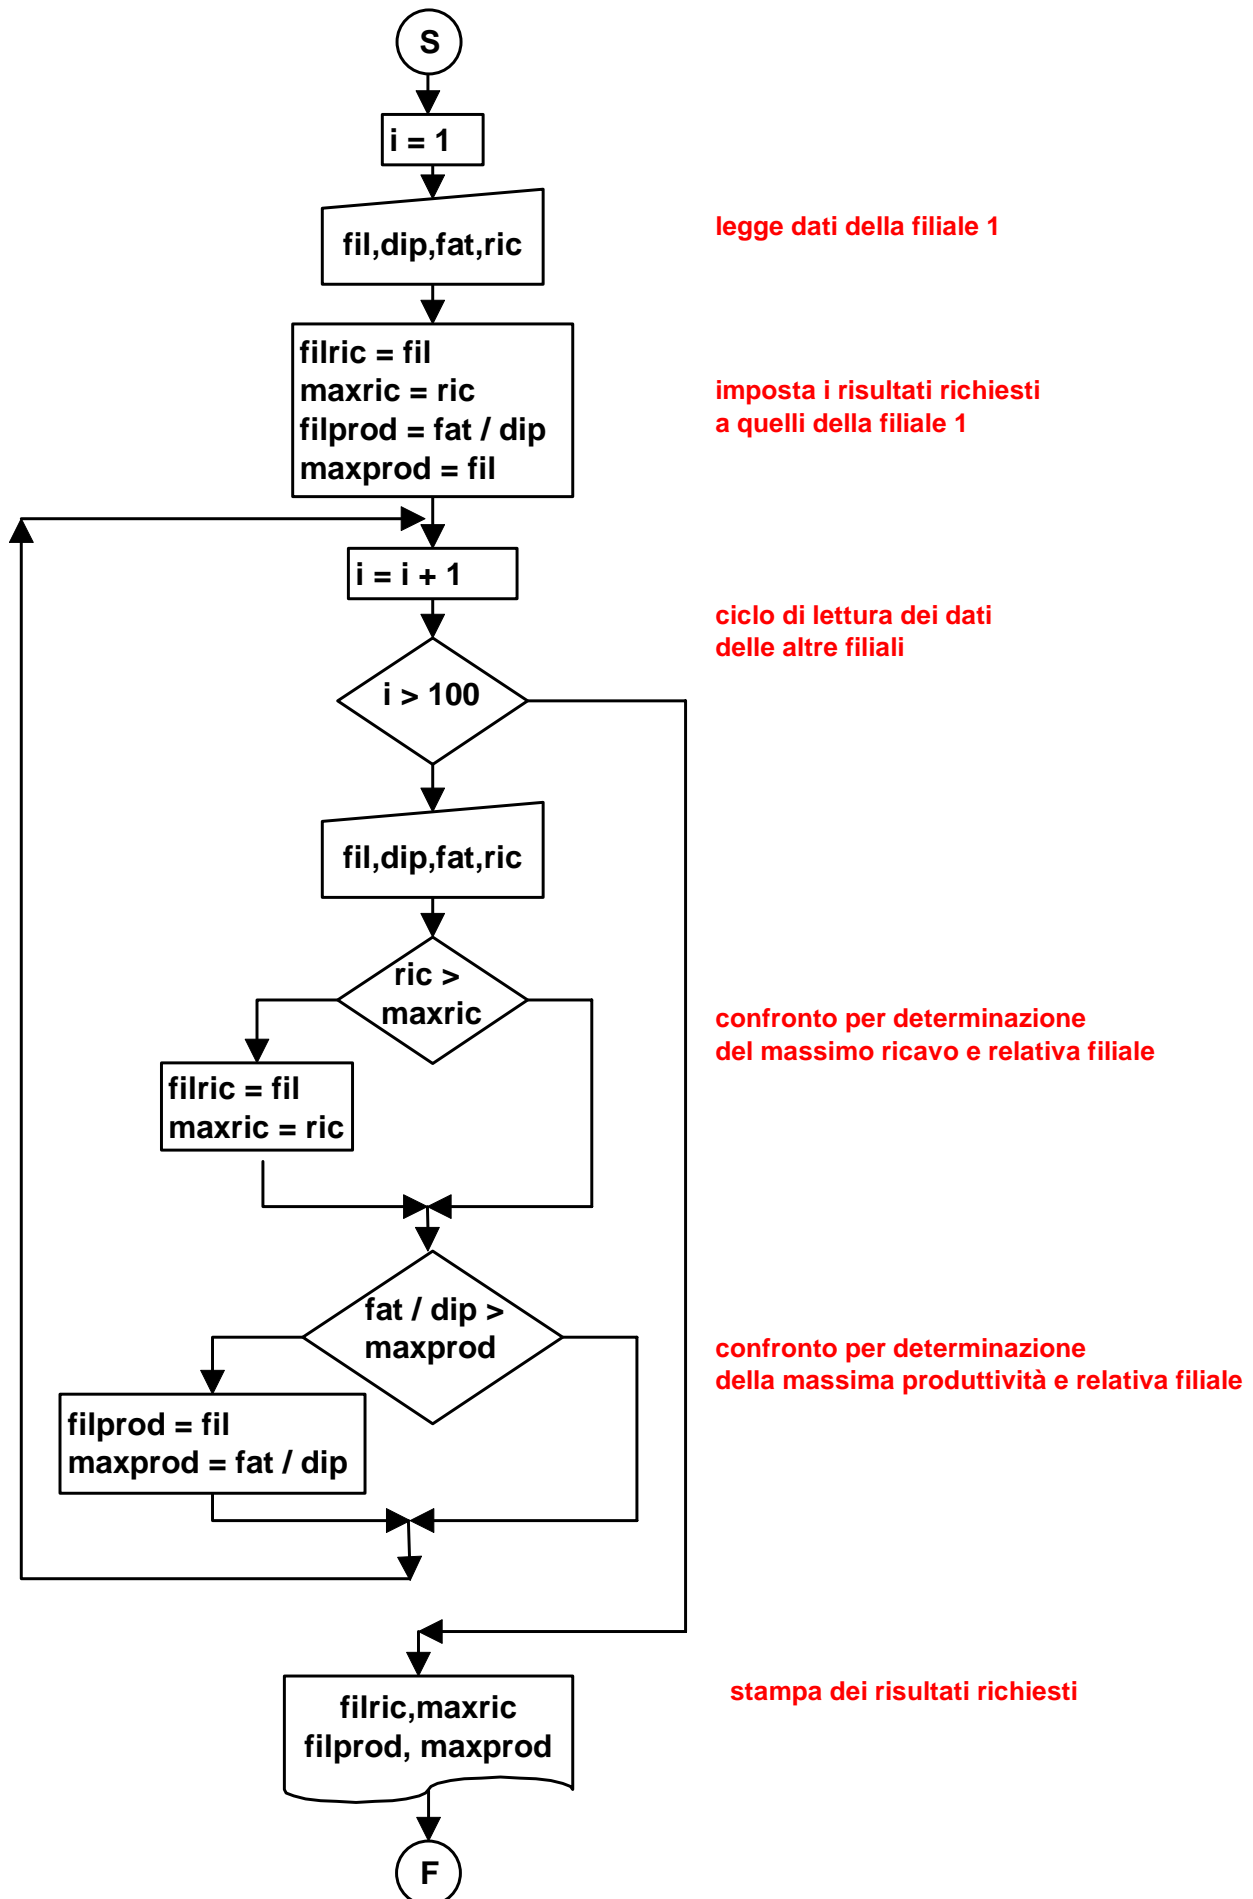 S
i = 1
fil,dip,fat,ric
legge dati della filiale 1
filric = fil
maxric = ric
filprod = fat / dip
maxprod = fil
imposta i risultati richiesti
a quelli della filiale 1
i = i + 1
ciclo di lettura dei dati
delle altre filiali
i > 100
fil,dip,fat,ric
ric >
maxric
confronto per determinazione
del massimo ricavo e relativa filiale
filric = fil
maxric = ric
fat / dip >
maxprod
confronto per determinazione
della massima produttività e relativa filiale
filprod = fil
maxprod = fat / dip
filric,maxric
filprod, maxprod
stampa dei risultati richiesti
F